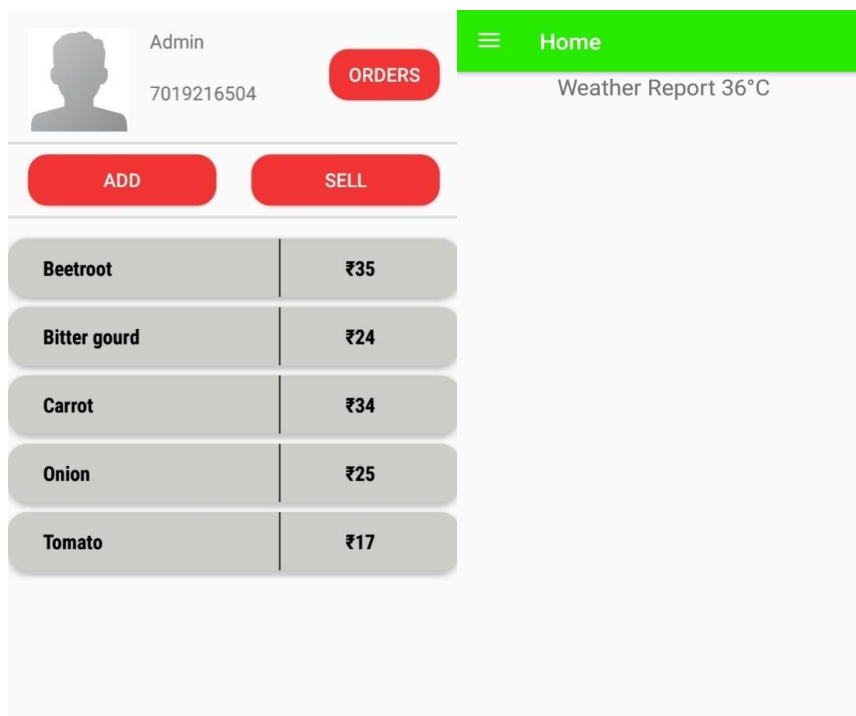 Admin
7019216504
ORDERS
ADD
SELL
Beetroot ₹35
Bitter gourd ₹24
Carrot ₹34
Onion ₹25
Tomato ₹17
Home
Weather Report 36°C